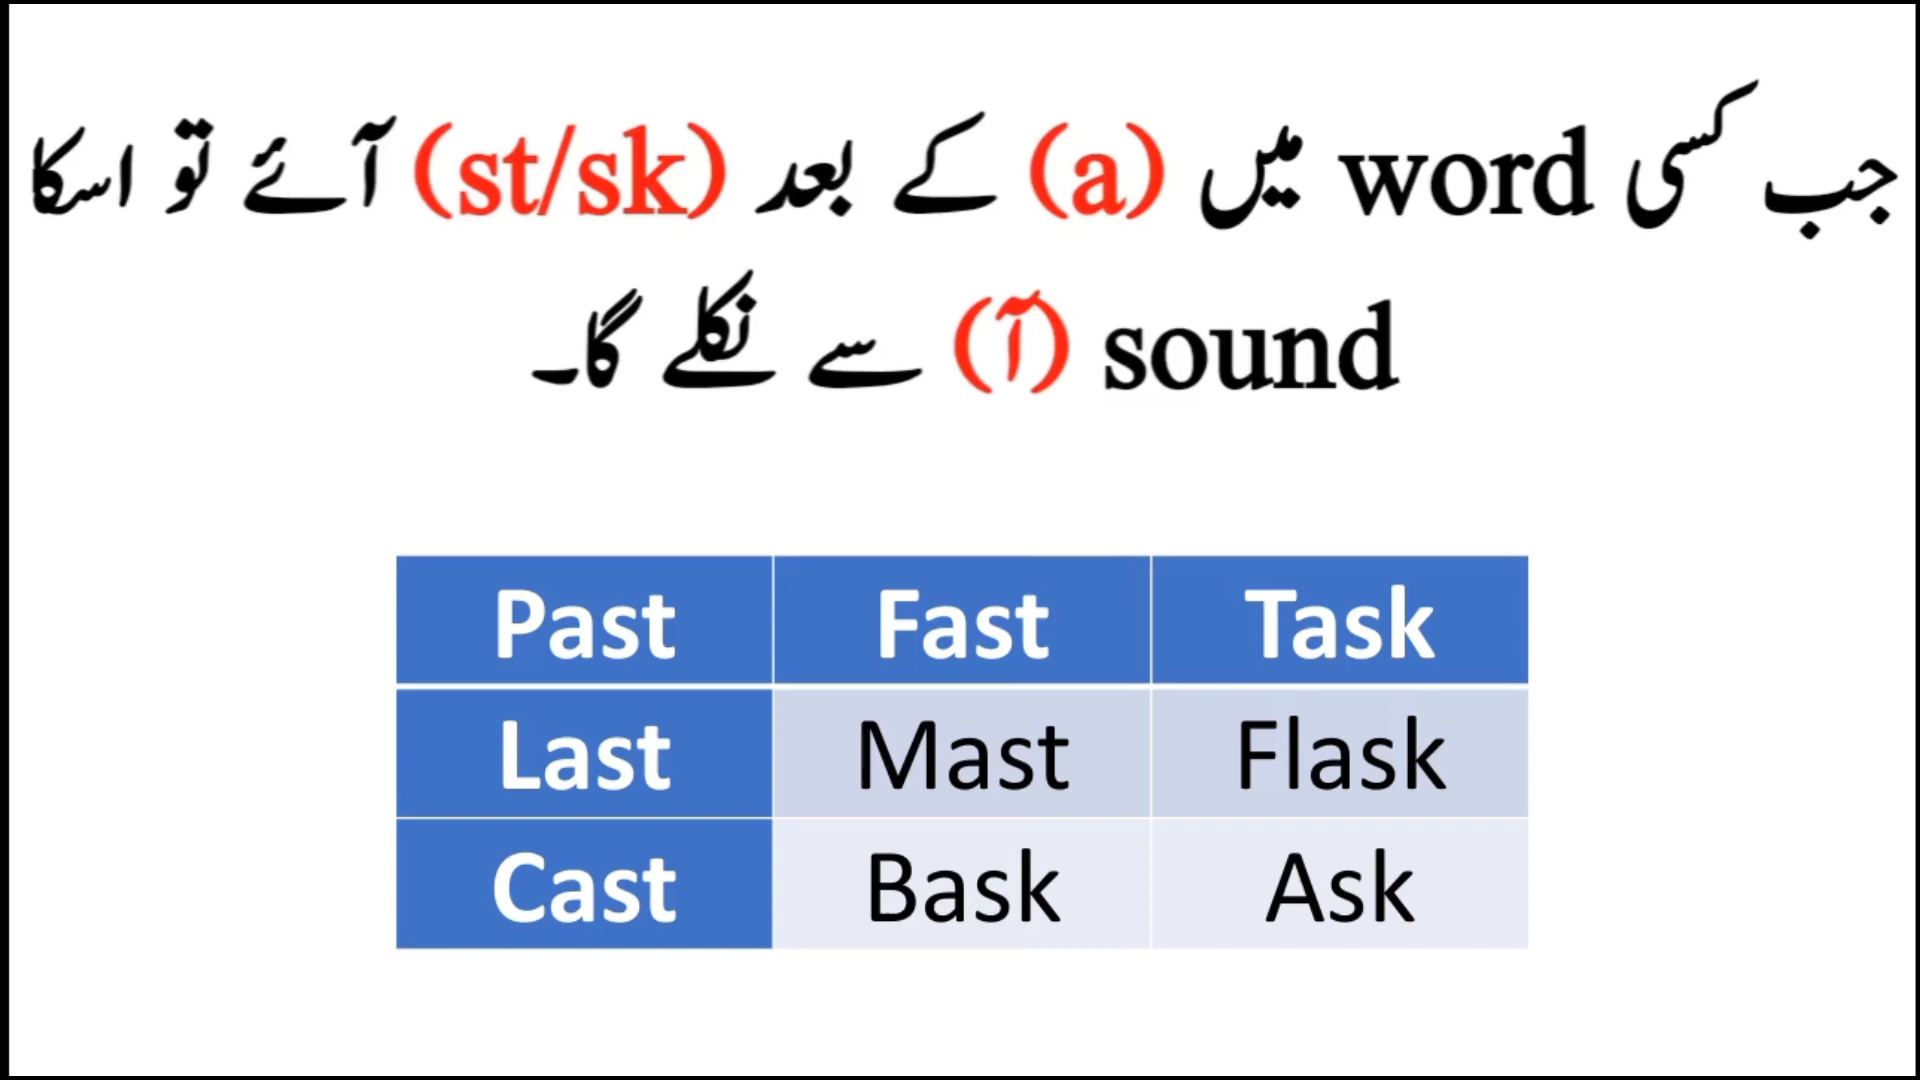 جب کسی word میں (a) کے بعد (st/sk) آئے تو اسکا
sound (آ) سے نکلے گا۔
Past Fast Task
Last Mast Flask
Cast Bask Ask